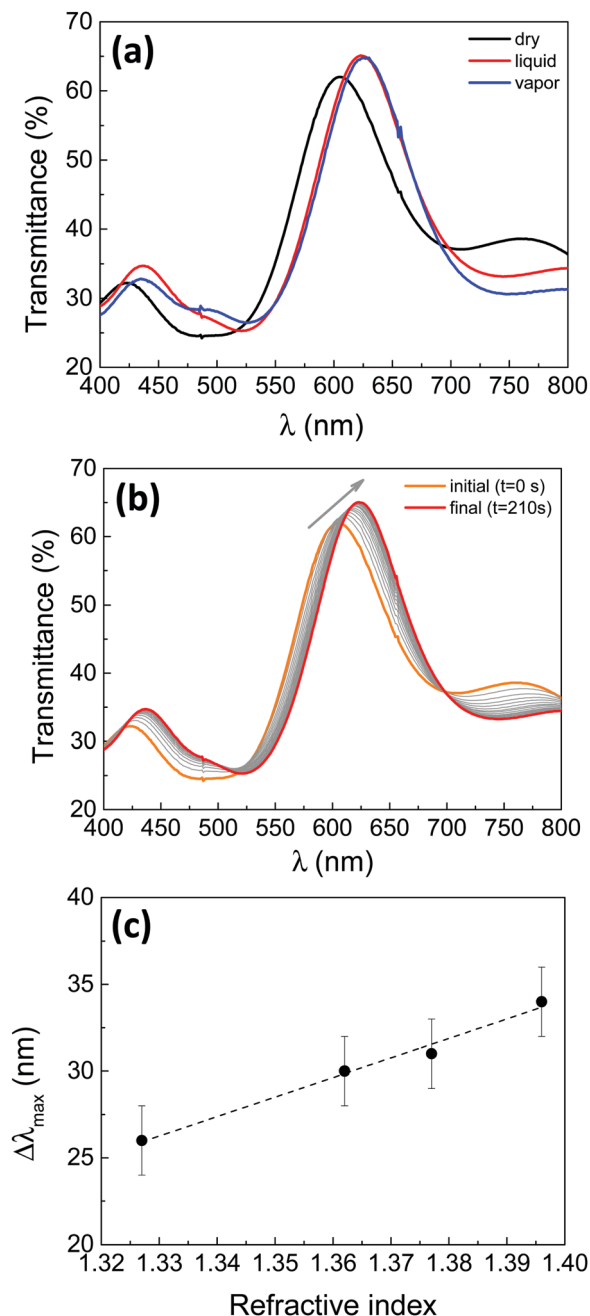 (a)
dry
liquid
vapor
Transmittance (%)
70
60
50
40
30
20
400 450 500 550 600 650 700 750 800
λ (nm)
(b)
initial (t=0 s)
final (t=210s)
Transmittance (%)
70
60
50
40
30
20
400 450 500 550 600 650 700 750 800
λ (nm)
(c)
Δλmax (nm)
40
35
30
25
20
1.32 1.33 1.34 1.35 1.36 1.37 1.38 1.39 1.40
Refractive index